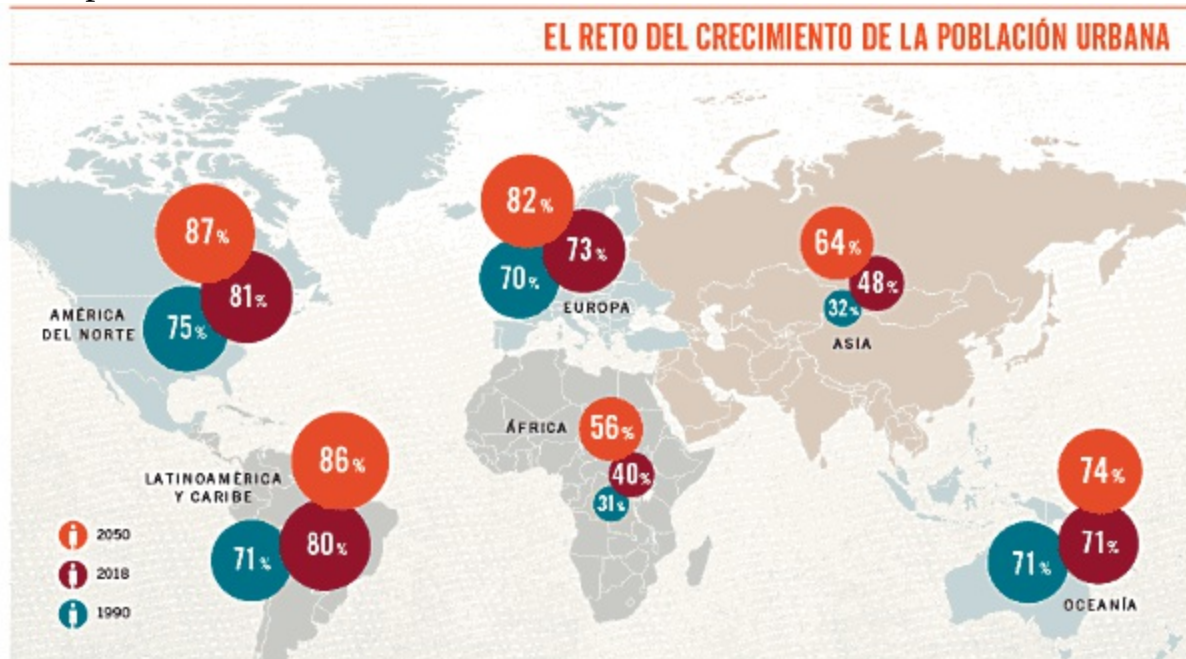 EL RETO DEL CRECIMIENTO DE LA POBLACIÓN URBANA
87%
81%
75%
AMÉRICA
DEL NORTE
82%
73%
70%
EUROPA
64%
48%
32%
ASIA
ÁFRICA
56%
40%
31%
LATINOAMÉRICA
Y CARIBE
86%
80%
71%
74%
71%
71%
OCEANÍA
2050
2018
1990